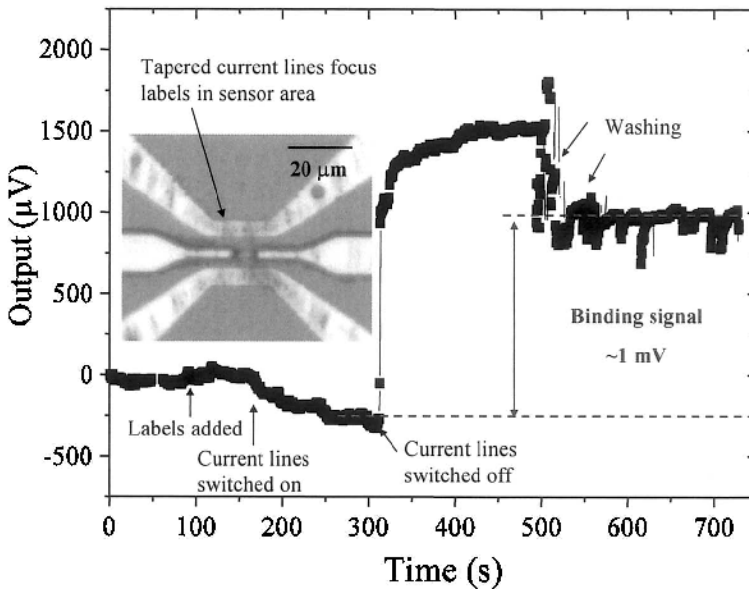 2000
1500
1000
500
0
-500
Output (μV)
Tapered current lines focus
labels in sensor area
20 μm
Washing
Binding signal
~1 mV
Labels added
Current lines
switched on
Current lines
switched off
0
100
200
300
400
500
600
700
Time (s)